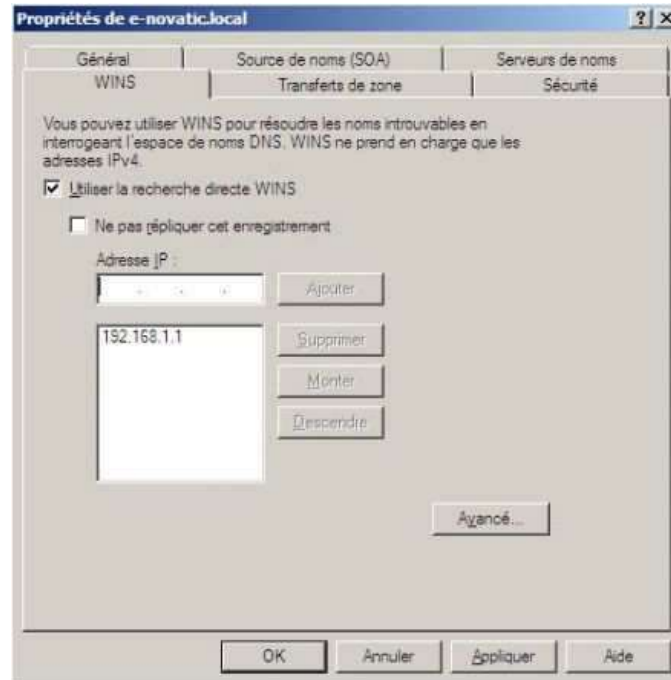 Propriétés de e-novatic.local
Général
Source de noms (SOA)
Serveurs de noms
WINS
Transferts de zone
Sécurité
Vous pouvez utiliser WINS pour résoudre les noms introuvables en
interrogeant l'espace de noms DNS. WINS ne prend en charge que les
adresses IPv4.
Utiliser la recherche directe WINS
Ne pas répliquer cet enregistrement
Adresse IP :
Ajouter
192.168.1.1
Supprimer
Monter
Descendre
Avancé...
OK
Annuler
Appliquer
Aide